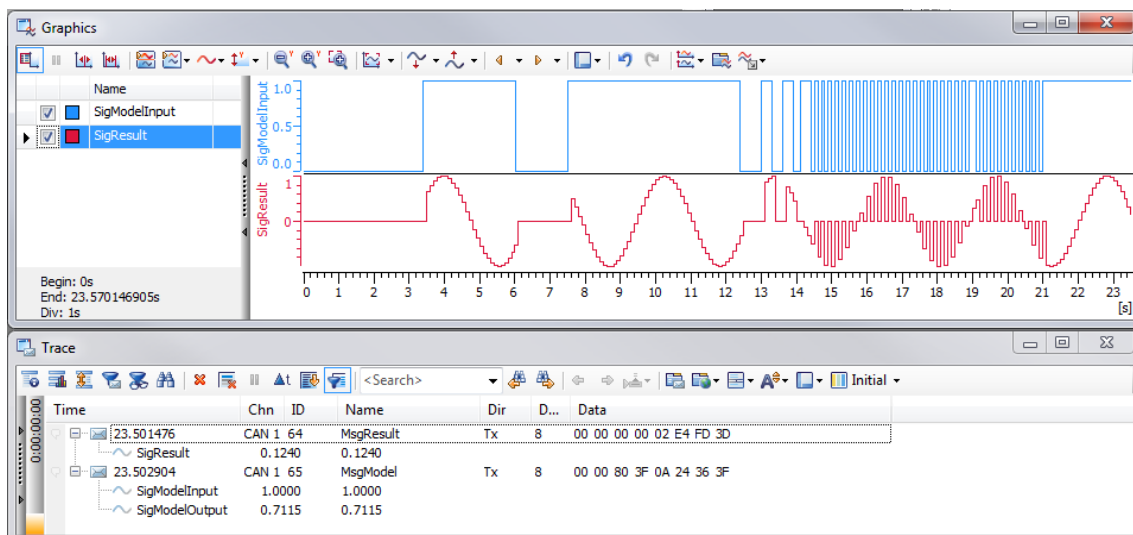 Graphics
Name
SigModelInput
SigResult
Begin: 0s
End: 23.570146905s
Div: 1s
SigModelInput
1.0
0.5
0.0
SigResult
1
0
0 1 2 3 4 5 6 7 8 9 10 11 12 13 14 15 16 17 18 19 20 21 22 23
[s]
Trace
<Search> Initial
0:00:00:00
Time Chn ID Name Dir D... Data
23.501476 CAN 1 64 MsgResult Tx 8 00 00 00 00 02 E4 FD 3D
SigResult 0.1240 0.1240
23.502904 CAN 1 65 MsgModel Tx 8 00 00 80 3F 0A 24 36 3F
SigModelInput 1.0000 1.0000
SigModelOutput 0.7115 0.7115